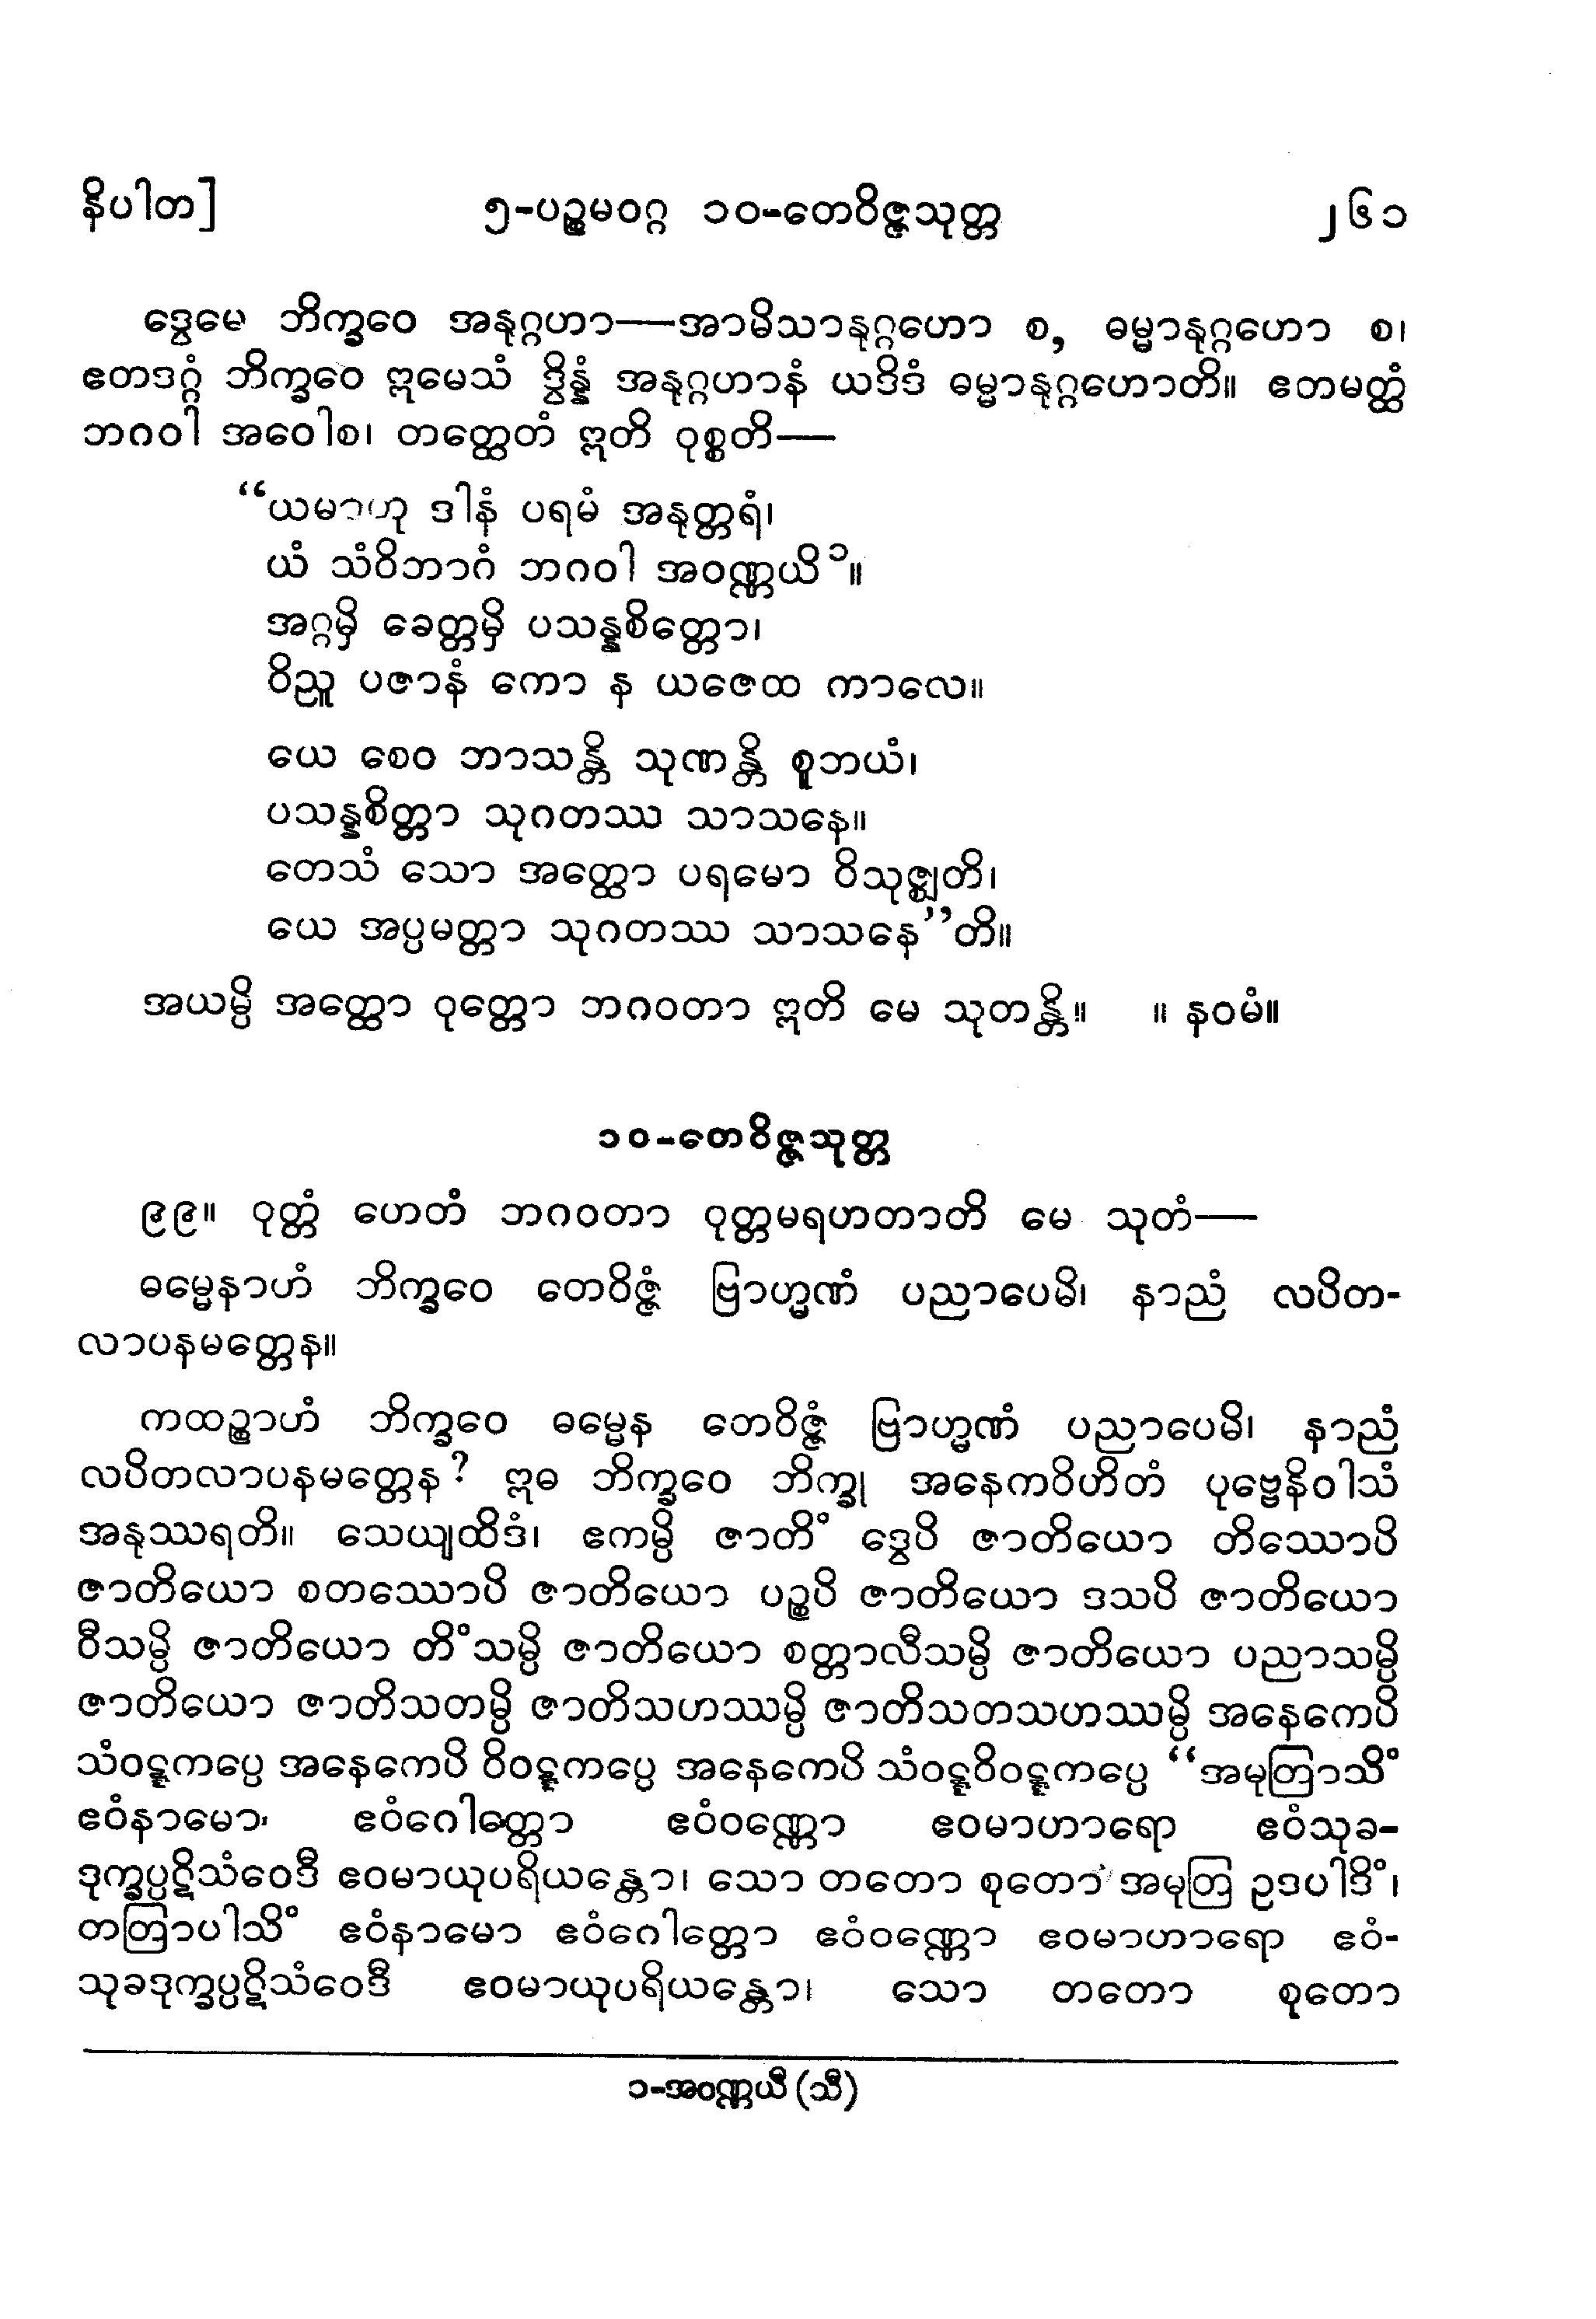 နိပါတ]	၅-ပဉ္စမဝဂ္ဂ ၁၀-တေဝိဇ္ဇသုတ္တ	၂၆၁
ဒွေမေ ဘိက္ခဝေ အနုဂ္ဂဟာ—အာမိသာနုဂ္ဂဟော စ, ဓမ္မာနုဂ္ဂဟော စ၊
ဧတဒဂ္ဂံ ဘိက္ခဝေ ဣမေသံ ဒွိန္နံ အနုဂ္ဂဟာနံ ယဒိဒံ ဓမ္မာနုဂ္ဂဟောတိ။ ဧတမတ္ထံ
ဘဂဝါ အဝေါစ၊ တတ္ထေတံ ဣတိ ဝုစ္စတိ—
“ယမာဟု ဒါနံ ပရမံ အနုတ္တရံ၊
ယံ သံဝိဘာဂံ ဘဂဝါ အဝဏ္ဏယိ၁။
အဂ္ဂမှိ ခေတ္တမှိ ပသန္နစိတ္တော၊
ဝိညူ ပဇာနံ ကော န ယဇေထ ကာလေ။
ယေ စေဝ ဘာသန္တိ သုဏန္တိ စူဘယံ၊
ပသန္နစိတ္တာ သုဂတဿ သာသနေ။
တေသံ သော အတ္ထော ပရမော ဝိသုဇ္ဈတိ၊
ယေ အပ္ပမတ္တာ သုဂတဿ သာသနေ”တိ။
အယမ္ပိ အတ္ထော ဝုတ္တော ဘဂဝတာ ဣတိ မေ သုတန္တိ။ ။ နဝမံ။
၁၀-တေဝိဇ္ဇသုတ္တ
၉၉။ ဝုတ္တံ ဟေတံ ဘဂဝတာ ဝုတ္တမရဟတာတိ မေ သုတံ—
ဓမ္မေနာဟံ ဘိက္ခဝေ တေဝိဇ္ဇံ ဗြာဟ္မဏံ ပညာပေမိ၊ နာညံ လပိတ-
လာပနမတ္တေန။
ကထဉ္စာဟံ ဘိက္ခဝေ ဓမ္မေန တေဝိဇ္ဇံ ဗြာဟ္မဏံ ပညာပေမိ၊ နာညံ
လပိတလာပနမတ္တေန? ဣဓ ဘိက္ခဝေ ဘိက္ခု အနေကဝိဟိတံ ပုဗ္ဗေနိဝါသံ
အနုဿရတိ။ သေယျထိဒံ၊ ဧကမ္ပိ ဇာတိံ ဒွေပိ ဇာတိယော တိဿောပိ
ဇာတိယော စတဿောပိ ဇာတိယော ပဉ္စပိ ဇာတိယော ဒသပိ ဇာတိယော
ဝီသမ္ပိ ဇာတိယော တိံသမ္ပိ ဇာတိယော စတ္တာလီသမ္ပိ ဇာတိယော ပညာသမ္ပိ
ဇာတိယော ဇာတိသတမ္ပိ ဇာတိသဟဿမ္ပိ ဇာတိသတသဟဿမ္ပိ အနေကေပိ
သံဝဋ္ဋကပ္ပေ အနေကေပိ ဝိဝဋ္ဋကပ္ပေ အနေကေပိ သံဝဋ္ဋဝိဝဋ္ဋကပ္ပေ “အမုတြာသိံ
ဧဝံနာမော ဧဝံဂေါတ္တော ဧဝံဝဏ္ဏော ဧဝမာဟာရော ဧဝံသုခ-
ဒုက္ခပ္ပဋိသံဝေဒီ ဧဝမာယုပရိယန္တော၊ သော တတော စုတော အမုတြ ဥဒပါဒိံ၊
တတြာပါသိံ ဧဝံနာမော ဧဝံဂေါတ္တော ဧဝံဝဏ္ဏော ဧဝမာဟာရော ဧဝံ-
သုခဒုက္ခပ္ပဋိသံဝေဒီ ဧဝမာယုပရိယန္တော၊ သော တတော စုတော
၁-အဝဏ္ဏယီ (သီ)